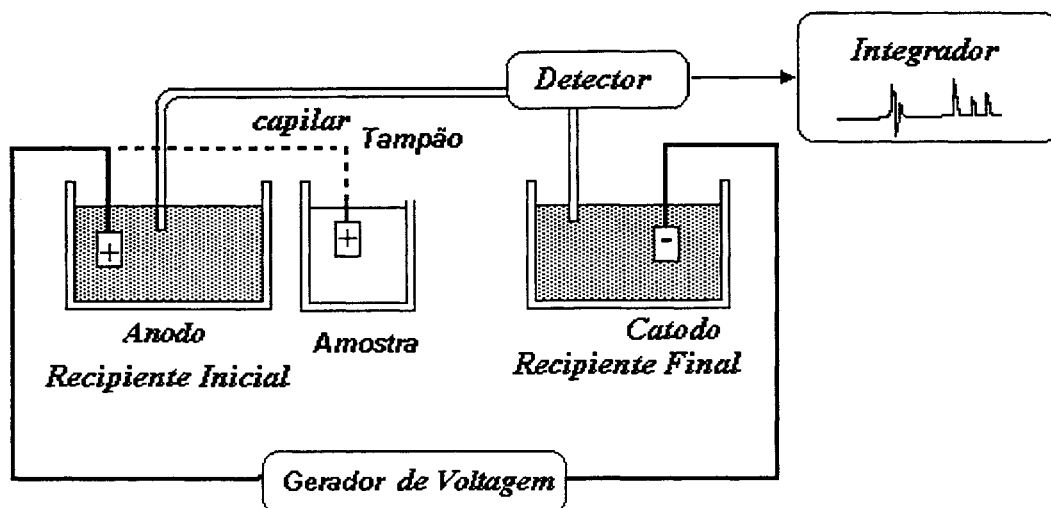 Integrador
Detector
capilar
Tampão
+
+
-
Anodo
Amostra
Catodo
Recipiente Inicial
Recipiente Final
Gerador de Voltagem